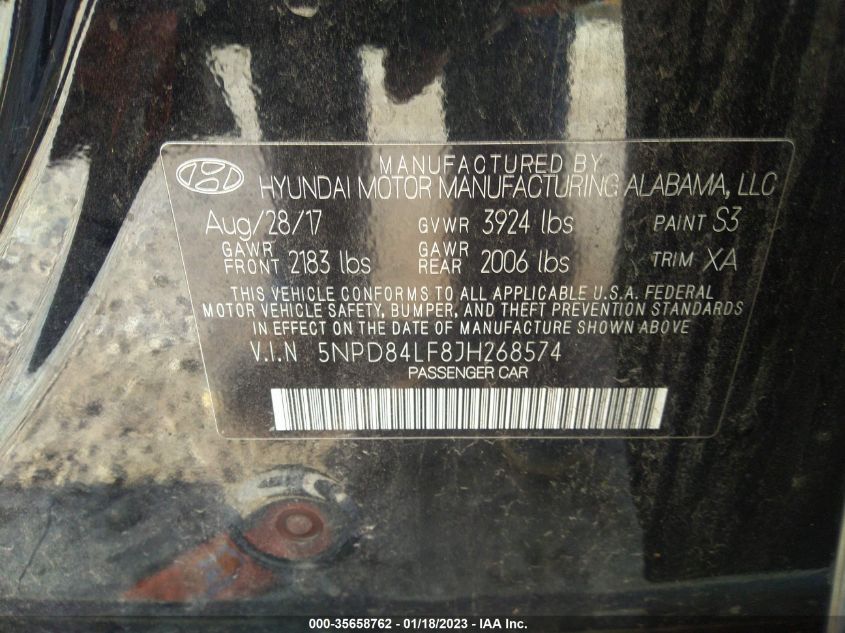 MANUFACTURED BY
HYUNDAI MOTOR MANUFACTURING ALABAMA, LLC
Aug/28/17 GVWR 3924 lbs PAINT S3
GAWR FRONT 2183 lbs GAWR REAR 2006 lbs TRIM XA
THIS VEHICLE CONFORMS TO ALL APPLICABLE U.S.A. FEDERAL
MOTOR VEHICLE SAFETY, BUMPER, AND THEFT PREVENTION STANDARDS
IN EFFECT ON THE DATE OF MANUFACTURE SHOWN ABOVE
V.I.N 5NPD84LF8JH268574
PASSENGER CAR
000-35658762 - 01/18/2023 - IAA Inc.